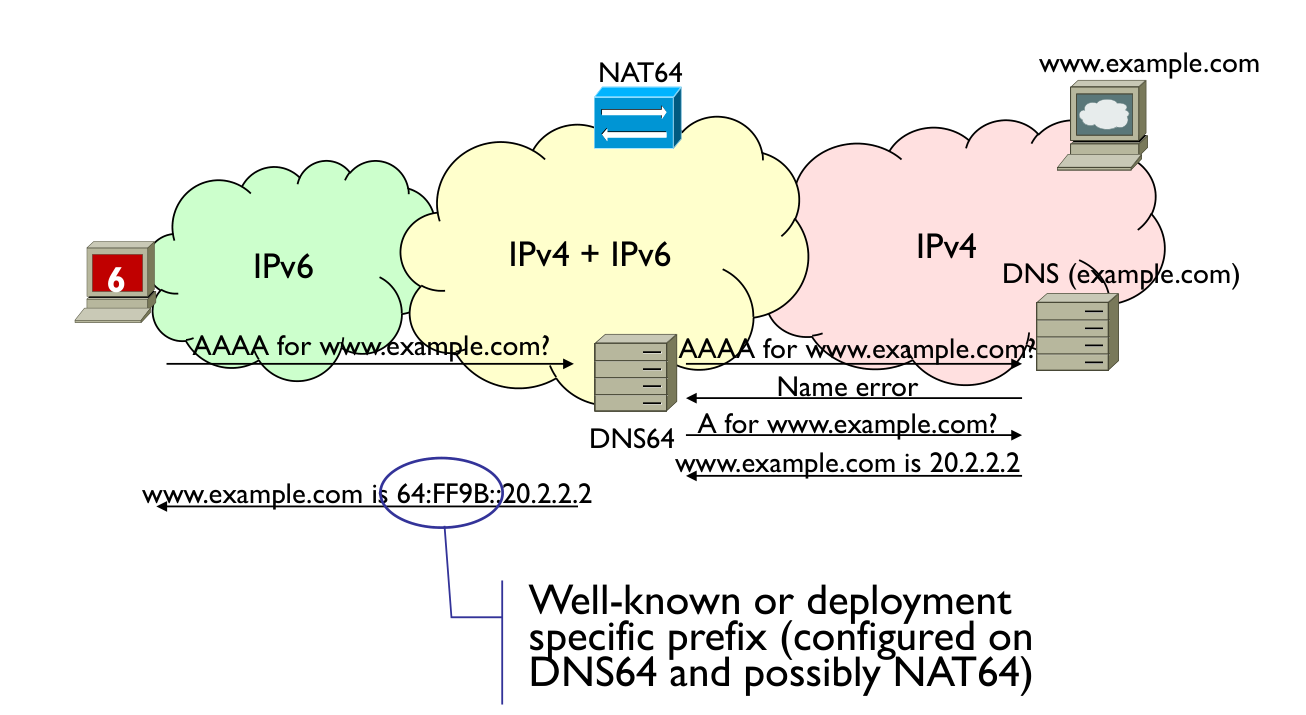 www.example.com
NAT64
IPv6
IPv4 + IPv6
IPv4
6
DNS (example.com)
AAAA for www.example.com?
AAAA for www.example.com?
Name error
A for www.example.com?
DNS64
www.example.com is 20.2.2.2
www.example.com is 64:FF9B::20.2.2.2
Well-known or deployment
specific prefix (configured on
DNS64 and possibly NAT64)